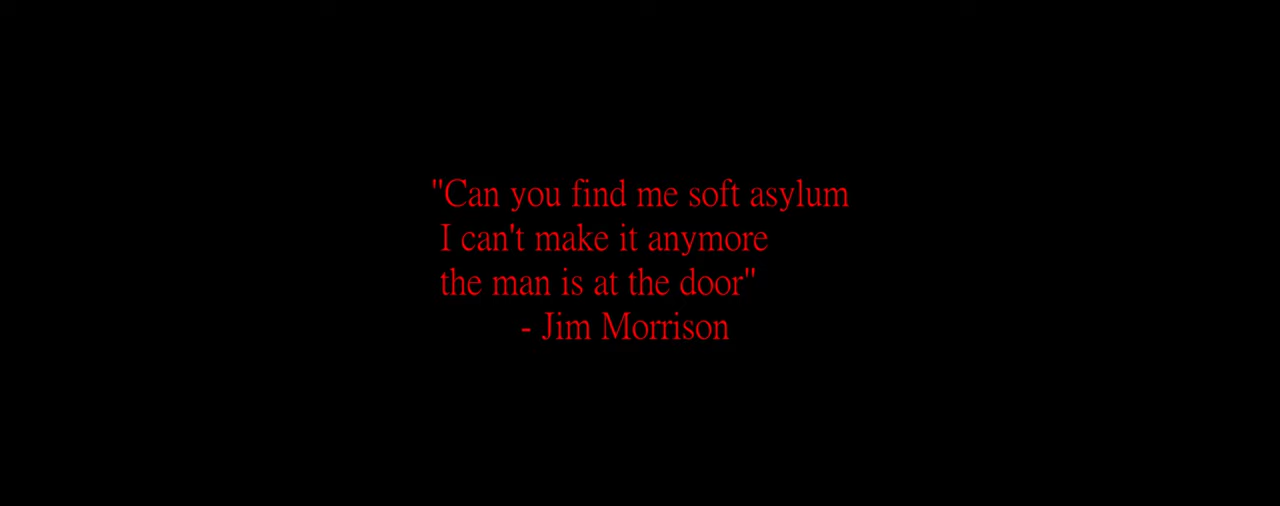 "Can you find me soft asylum
I can't make it anymore
the man is at the door"
- Jim Morrison